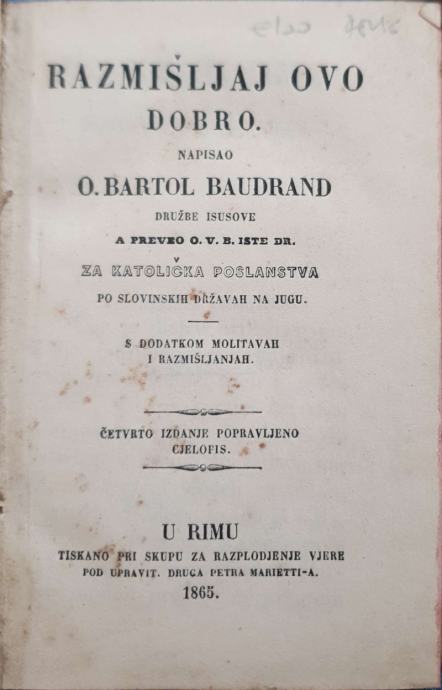 RAZMIŠLJAJ OVO
DOBRO.
NAPISAO
O. BARTOL BAUDRAND
DRUŽBE ISUSOVE
A PREVEO O. V. B. ISTE DR.
ZA KATOLIČKA POSLANSTVA
PO SLOVINSKIH DRŽAVAH NA JUGU.
S DODATKOM MOLITAVAH
I RAZMIŠLJANJAH.
ČETVRTO IZDANJE POPRAVLJENO
CJELOFIS.
U RIMU
TISKANO PRI SKUPU ZA RAZPLODJENJE VJERE
POD UPRAVIT. DRUGA PETRA MARIETTI-A.
1865.